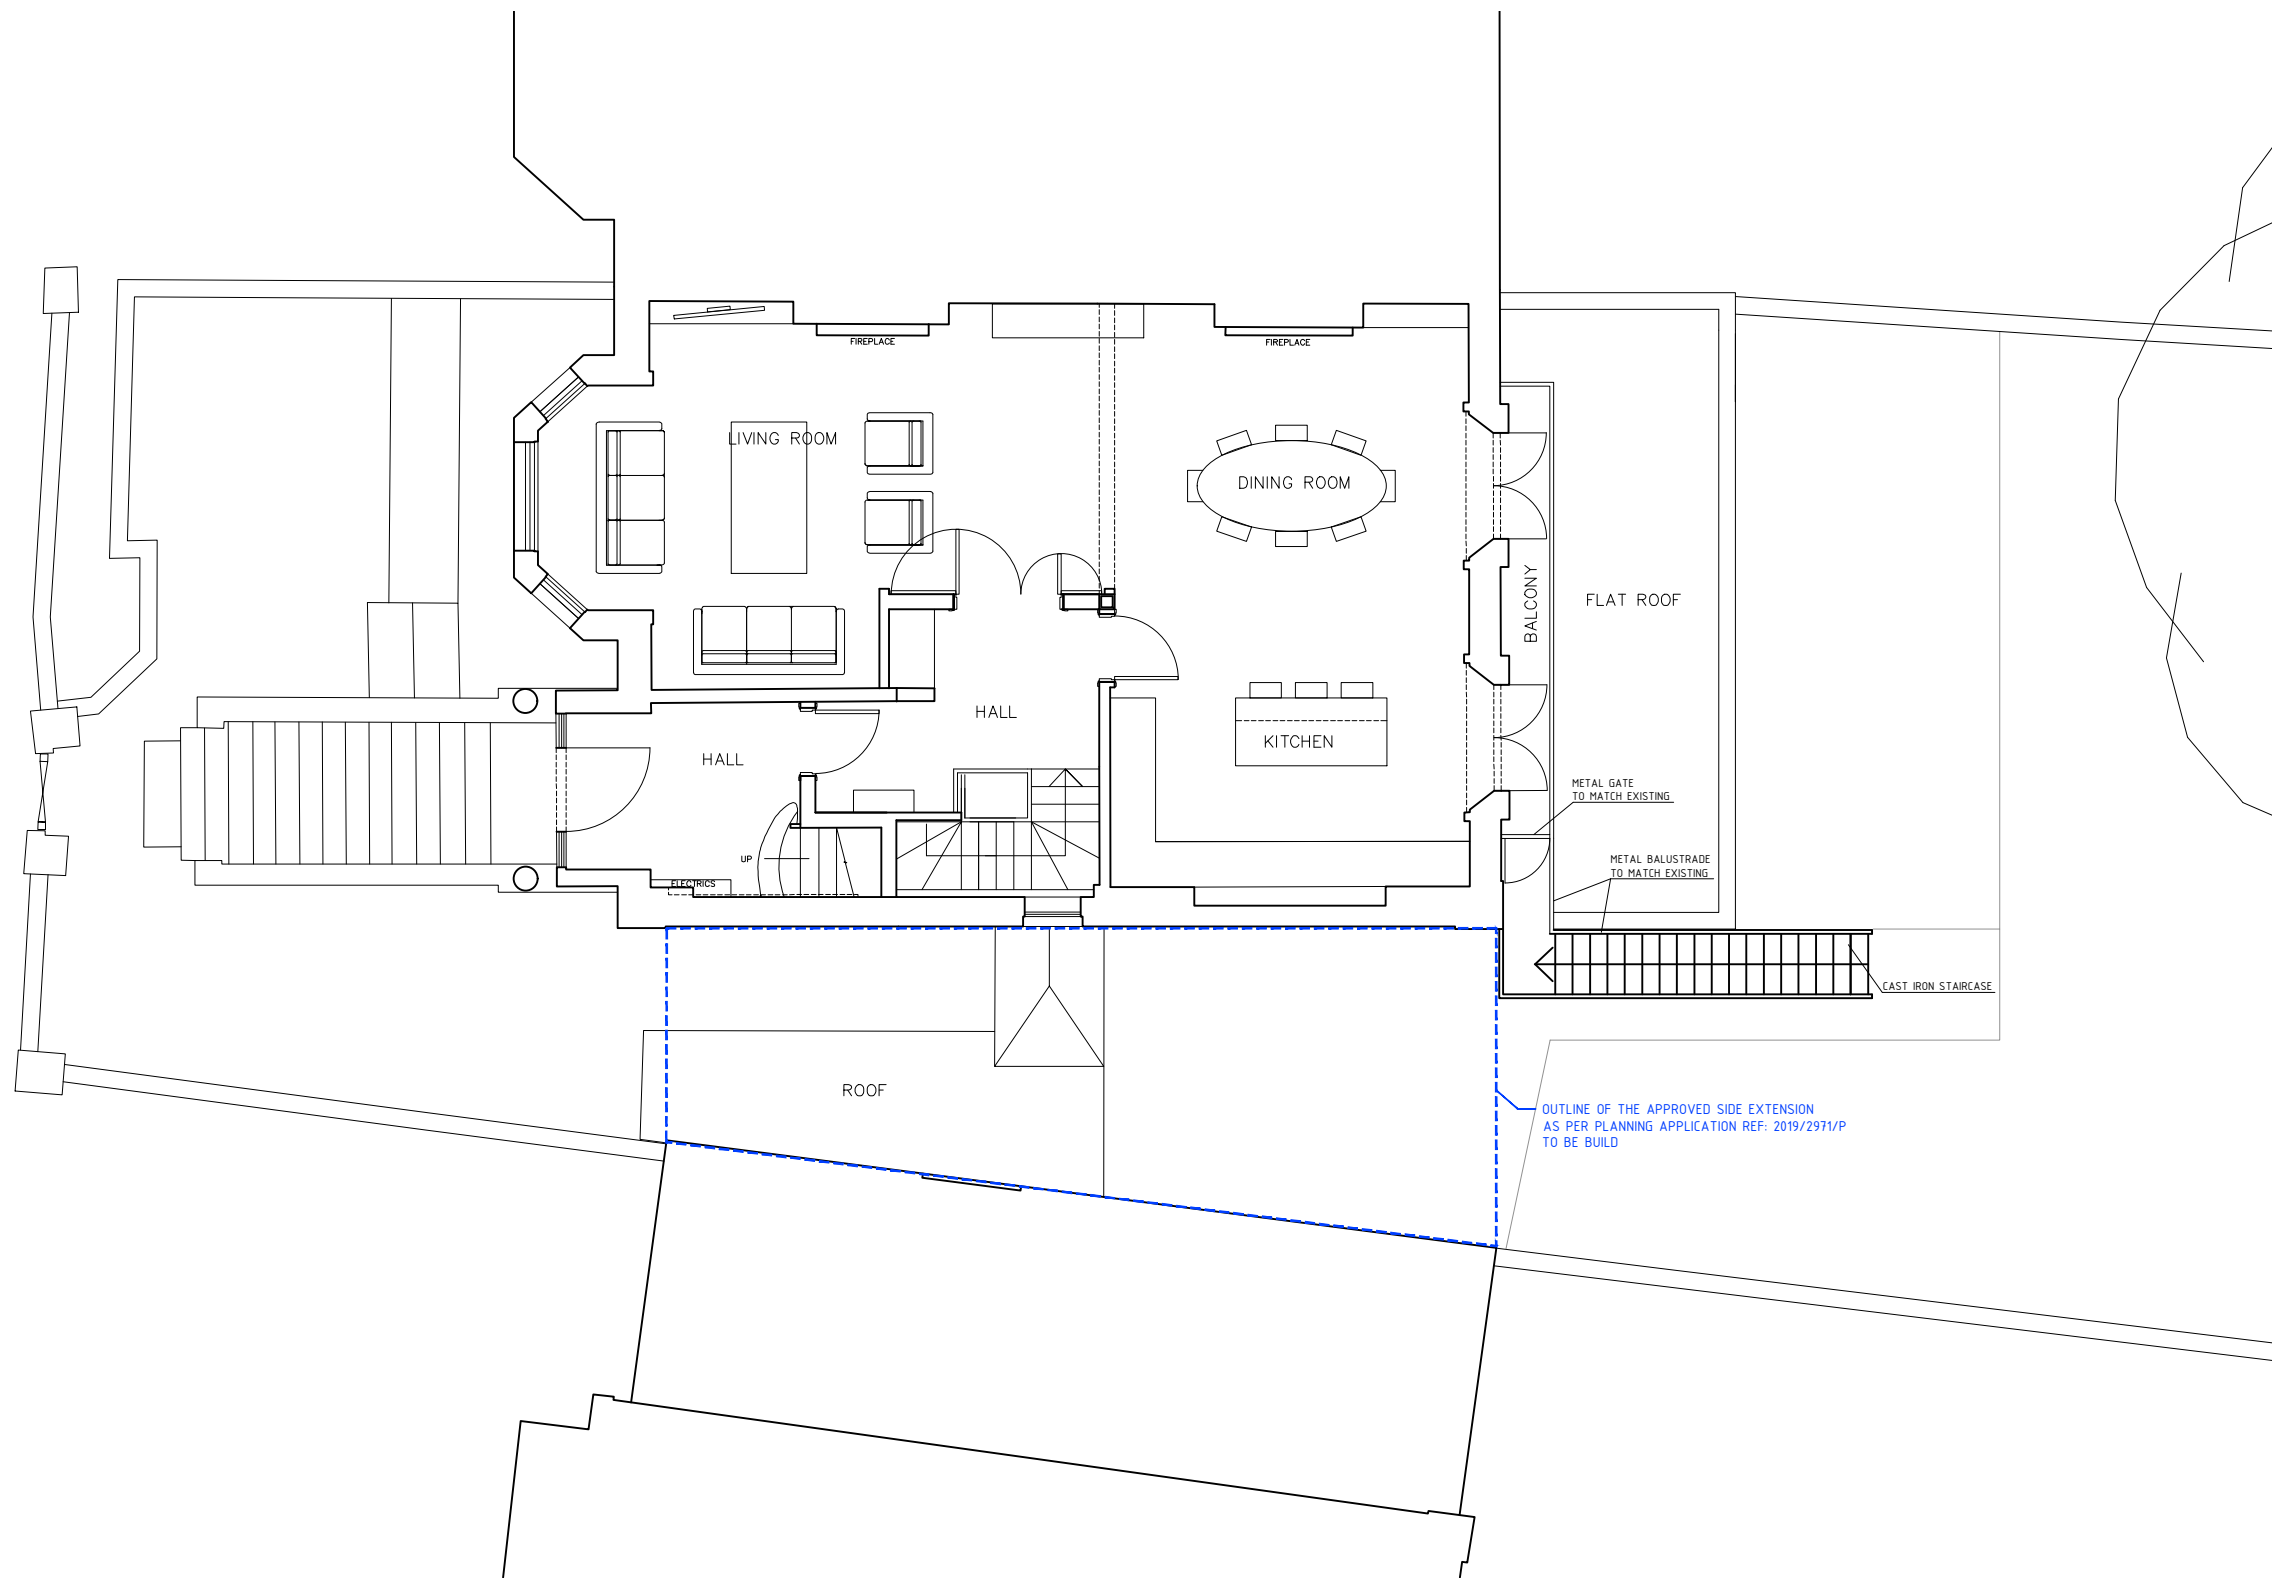 FIREPLACE
FIREPLACE
LIVING ROOM
DINING ROOM
BALCONY
FLAT ROOF
HALL
KITCHEN
HALL
METAL GATE
TO MATCH EXISTING
UP
METAL BALUSTRADE
TO MATCH EXISTING
ELECTRICS
CAST IRON STAIRCASE
ROOF
OUTLINE OF THE APPROVED SIDE EXTENSION
AS PER PLANNING APPLICATION REF: 2019/2971/P
TO BE BUILD